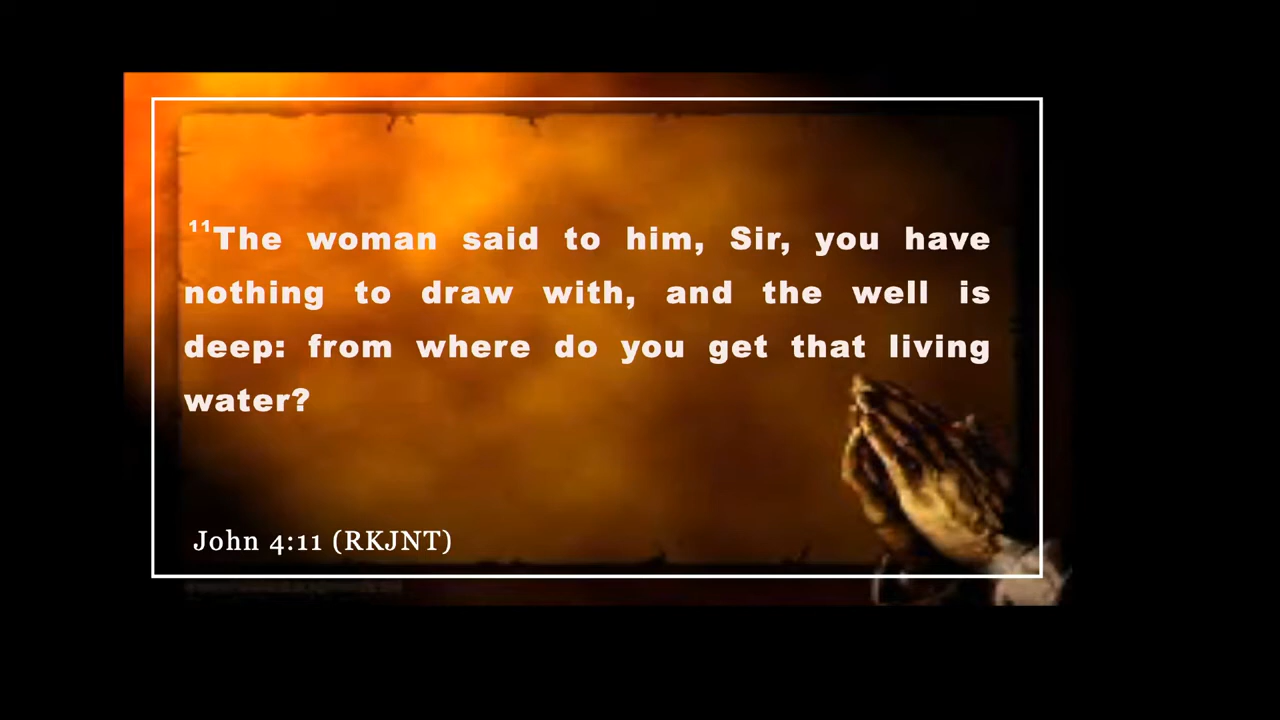 ¹¹The woman said to him, Sir, you have
nothing to draw with, and the well is
deep: from where do you get that living
water?
John 4:11 (RKJNT)